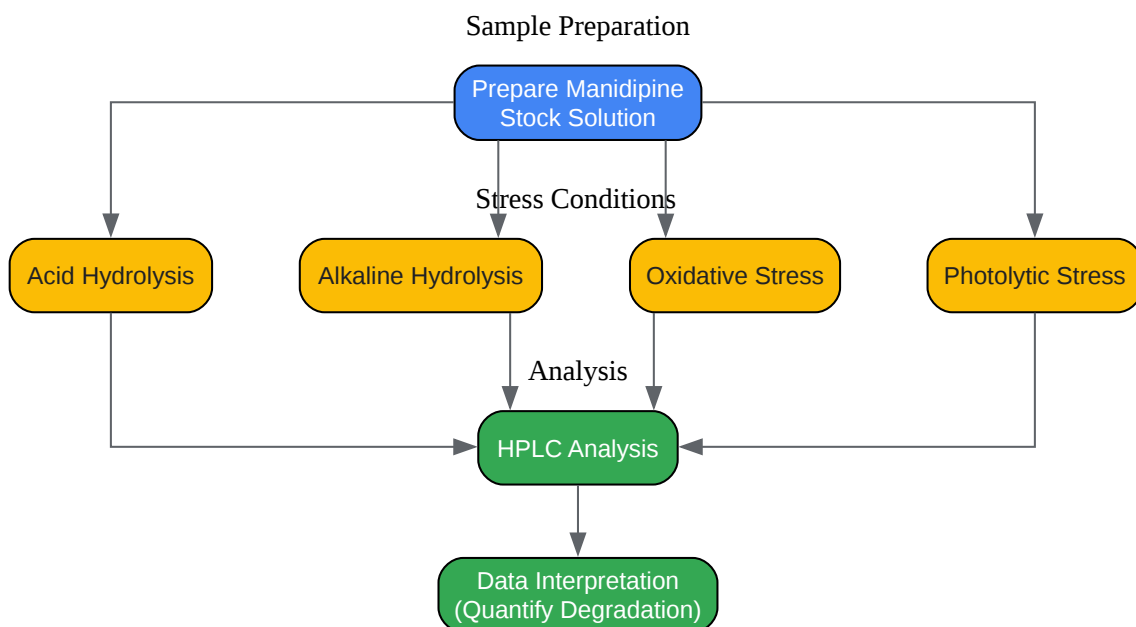 Sample Preparation
Prepare Manidipine
Stock Solution
Stress Conditions
Acid Hydrolysis
Alkaline Hydrolysis
Oxidative Stress
Photolytic Stress
Analysis
HPLC Analysis
Data Interpretation
(Quantify Degradation)